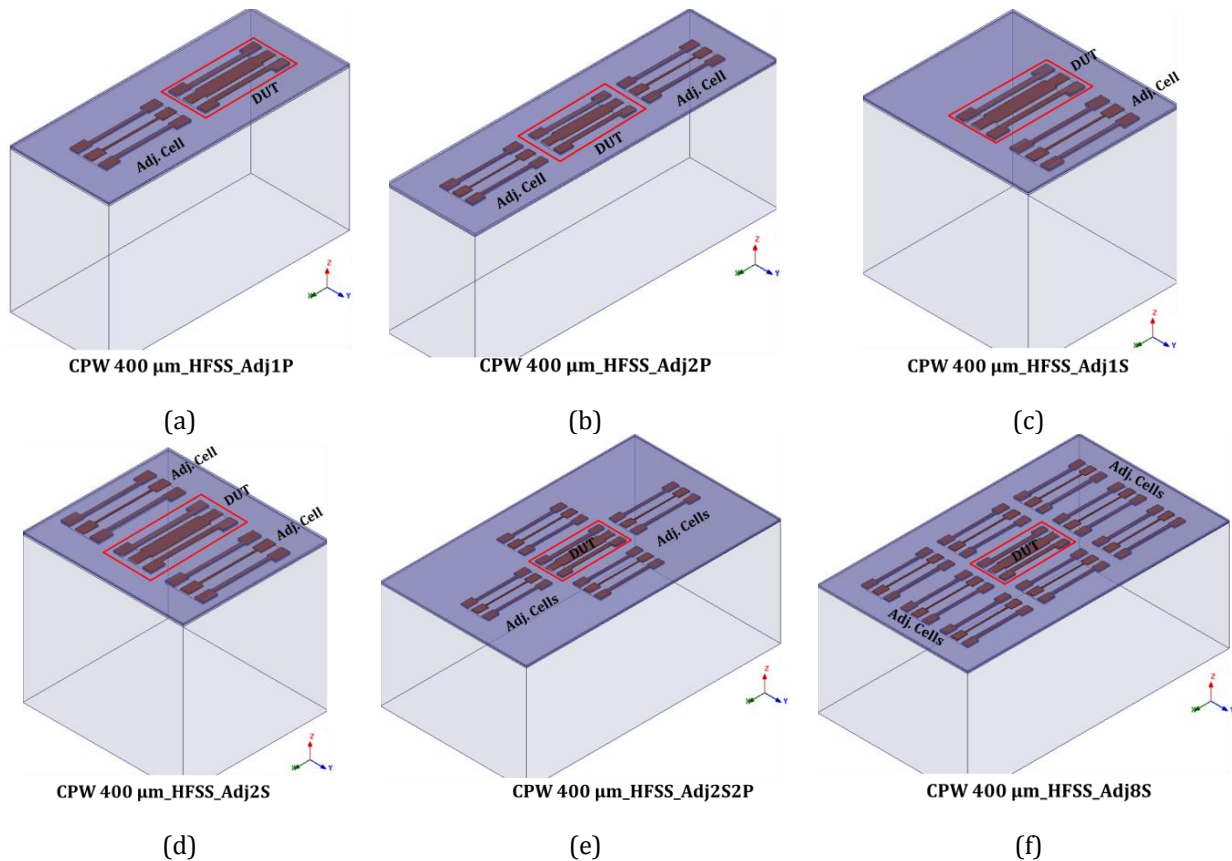 DUT
Adj. Cell
Z
X
Y
CPW 400 μm_HFSS_Adj1P
(a)
Adj. Cell
DUT
Adj. Cell
Z
X
Y
CPW 400 μm_HFSS_Adj2P
(b)
DUT
Adj. Cell
Z
X
Y
CPW 400 μm_HFSS_Adj1S
(c)
Adj. Cell
DUT
Adj. Cell
Z
X
Y
CPW 400 μm_HFSS_Adj2S
(d)
DUT
Adj. Cells
Adj. Cells
Z
X
Y
CPW 400 μm_HFSS_Adj2S2P
(e)
Adj. Cells
DUT
Adj. Cells
Z
X
Y
CPW 400 μm_HFSS_Adj8S
(f)